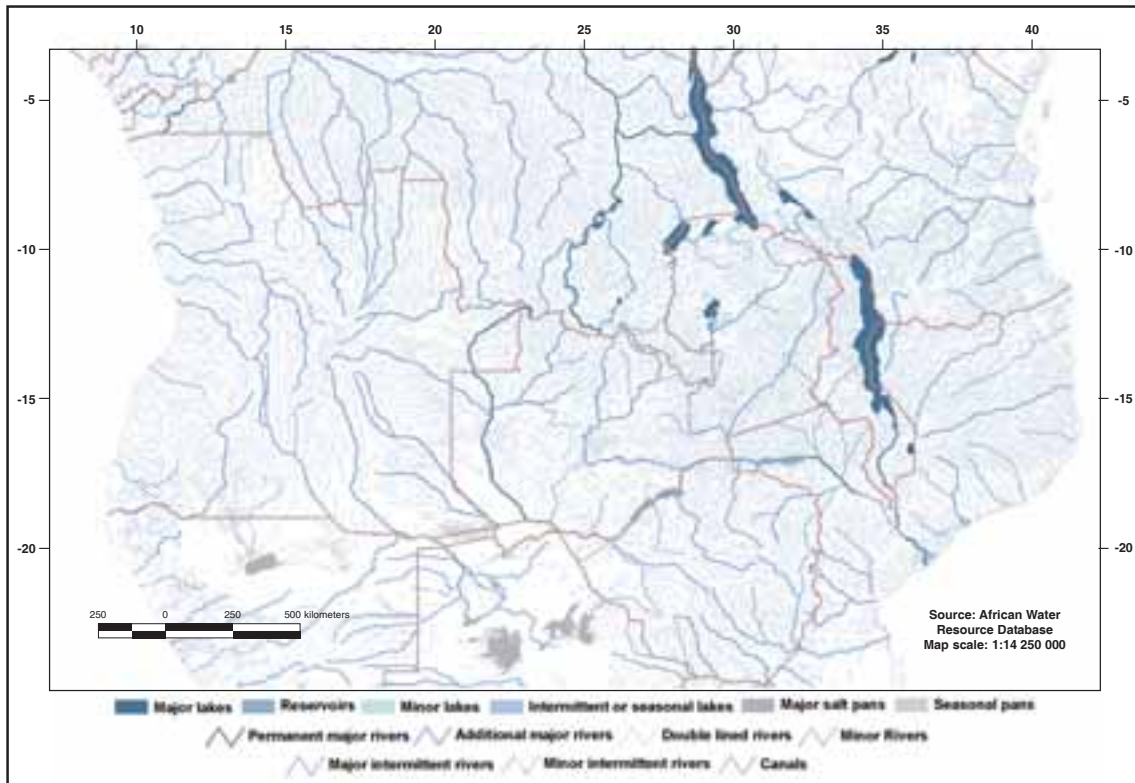 10 15 20 25 30 35 40
-5 -5
-10 -10
-15 -15
-20 -20
250 0 250 500 kilometers
Source: African Water
Resource Database
Map scale: 1:14 250 000
Major lakes Reservoirs Minor lakes Intermittent or seasonal lakes Major salt pans Seasonal pans
Permanent major rivers Additional major rivers Double lined rivers Minor Rivers
Major intermittent rivers Minor intermittent rivers Canals